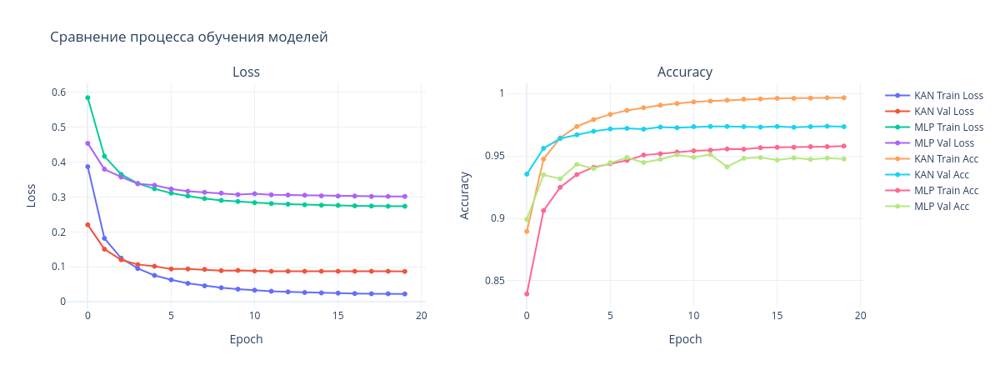 Сравнение процесса обучения моделей
Loss
0.6
0.5
0.4
0.3
0.2
0.1
0
Loss
0
5
10
15
20
Epoch
Accuracy
1
0.95
0.9
0.85
Accuracy
0
5
10
15
20
Epoch
KAN Train Loss
KAN Val Loss
MLP Train Loss
MLP Val Loss
KAN Train Acc
KAN Val Acc
MLP Train Acc
MLP Val Acc